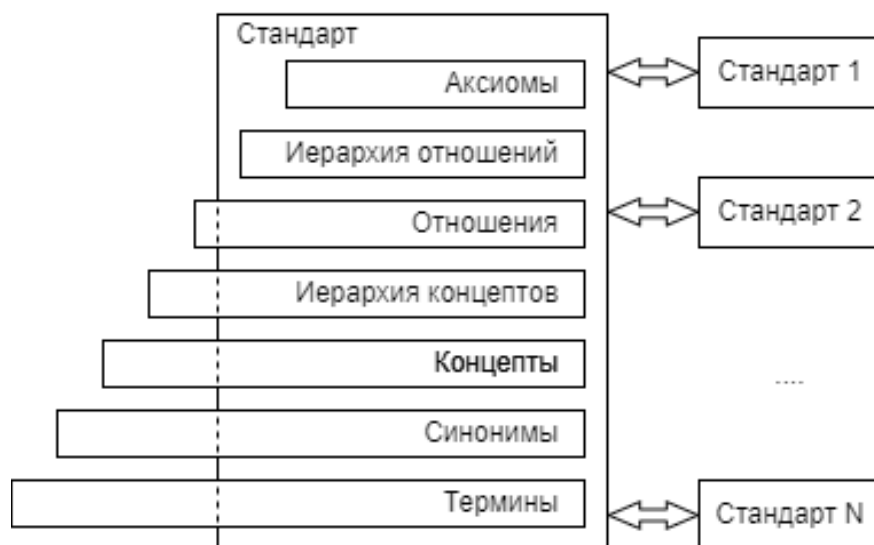 Стандарт
Аксиомы
Стандарт 1
Иерархия отношений
Отношения
Стандарт 2
Иерархия концептов
Концепты
....
Синонимы
Термины
Стандарт N